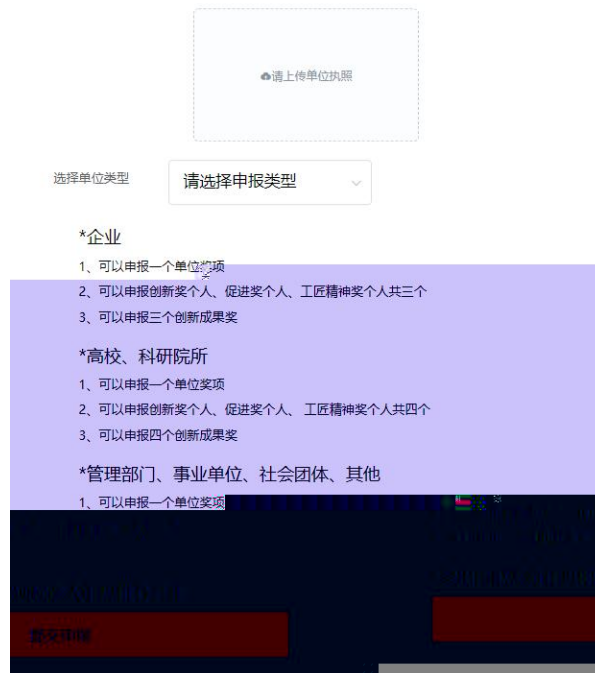 请上传单位执照
选择单位类型
请选择申报类型
*企业
1、可以申报一个单位奖项
2、可以申报创新奖个人、促进奖个人、工匠精神奖个人共三个
3、可以申报三个创新成果奖
*高校、科研院所
1、可以申报一个单位奖项
2、可以申报创新奖个人、促进奖个人、 工匠精神奖个人共四个
3、可以申报四个创新成果奖
*管理部门、事业单位、社会团体、其他
1、可以申报一个单位奖项
提交申报